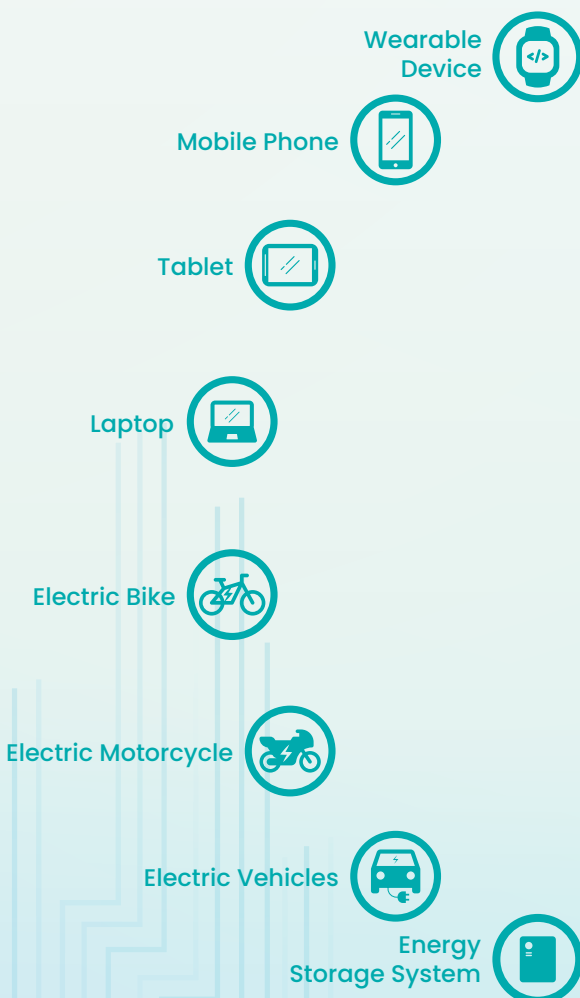 Wearable
Device
</>
Mobile Phone
Tablet
Laptop
Electric Bike
Electric Motorcycle
Electric Vehicles
Energy
Storage System